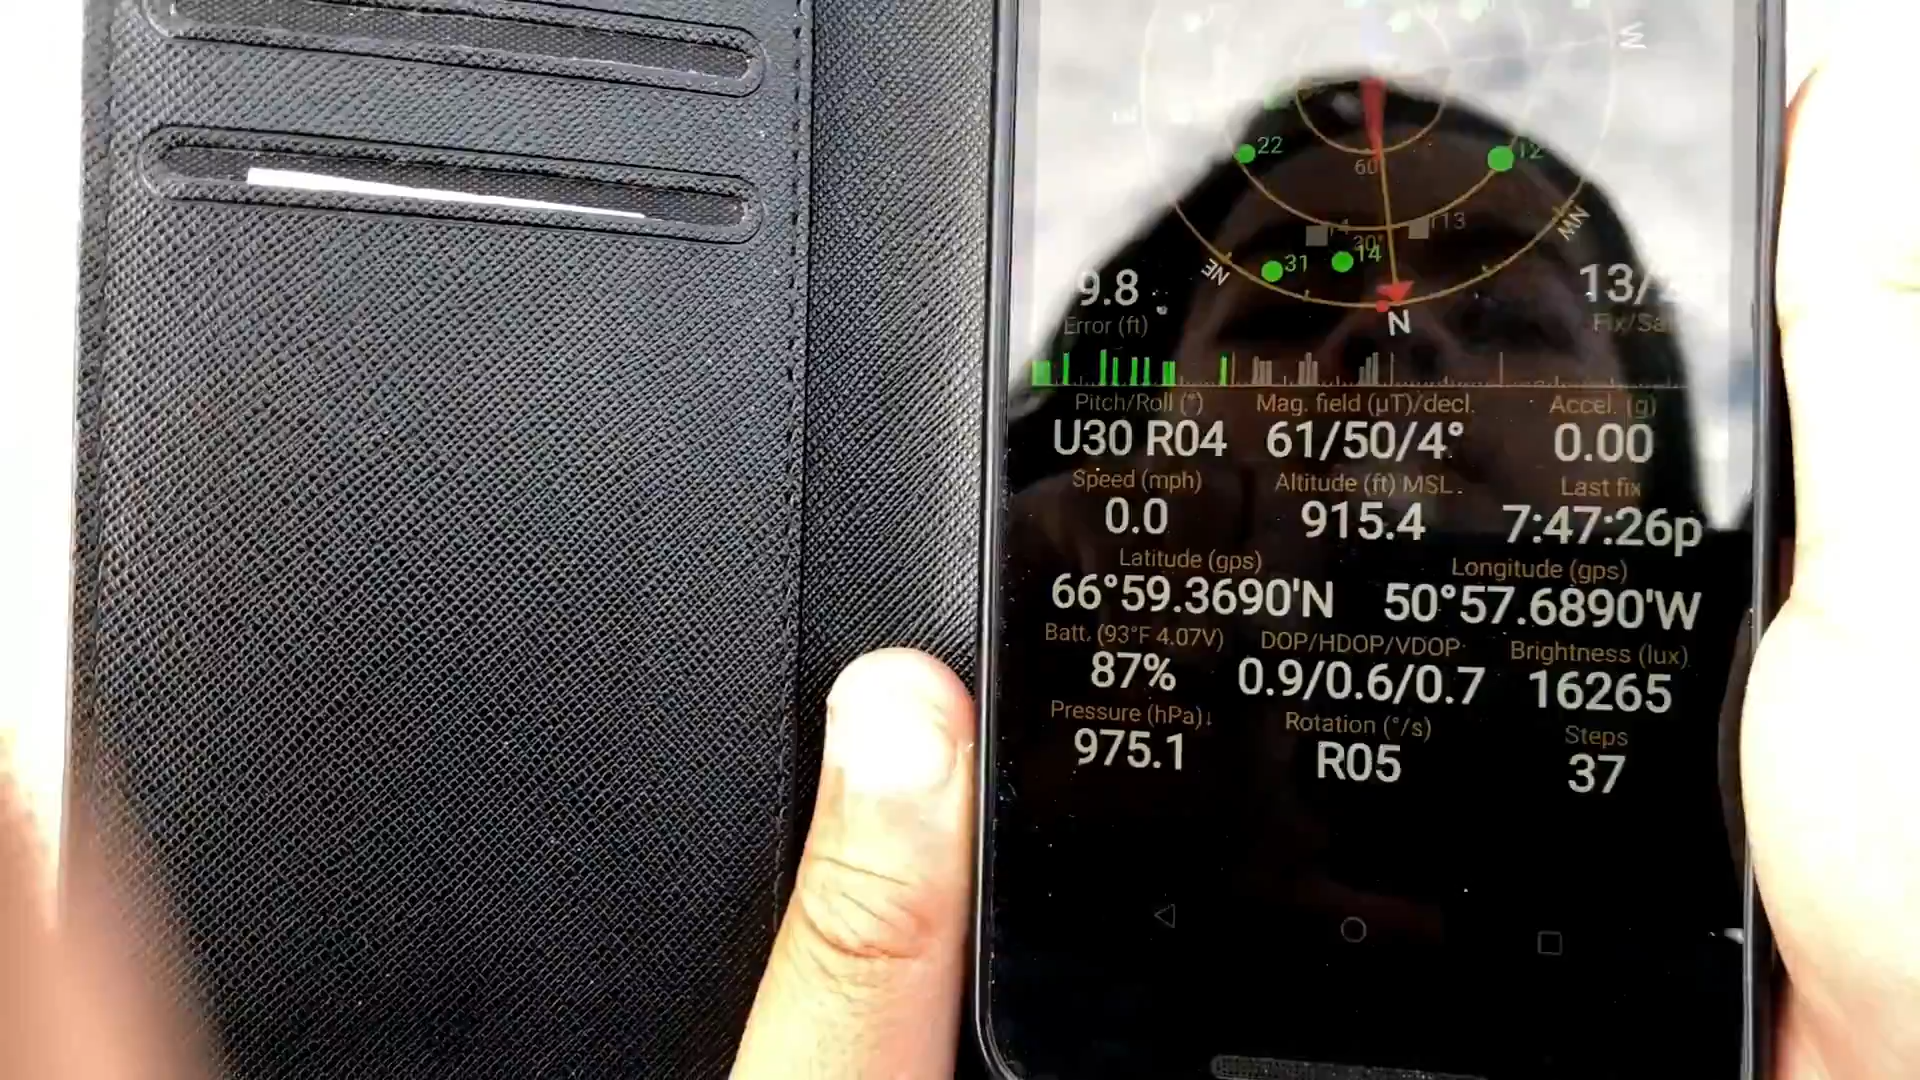 W
22
12
60
13
30°
14
31
NE
NW
9.8
13/2
Error (ft)
N
Pitch/Roll (°) Mag. field (µT)/decl. Accel. (g)
U30 R04 61/50/4° 0.00
Speed (mph) Altitude (ft) MSL Last fix
0.0 915.4 7:47:26p
Latitude (gps) Longitude (gps)
66°59.3690'N 50°57.6890'W
Batt. (93°F 4.07V) DOP/HDOP/VDOP Brightness (lux)
87% 0.9/0.6/0.7 16265
Pressure (hPa)↓ Rotation (°/s) Steps
975.1 R05 37